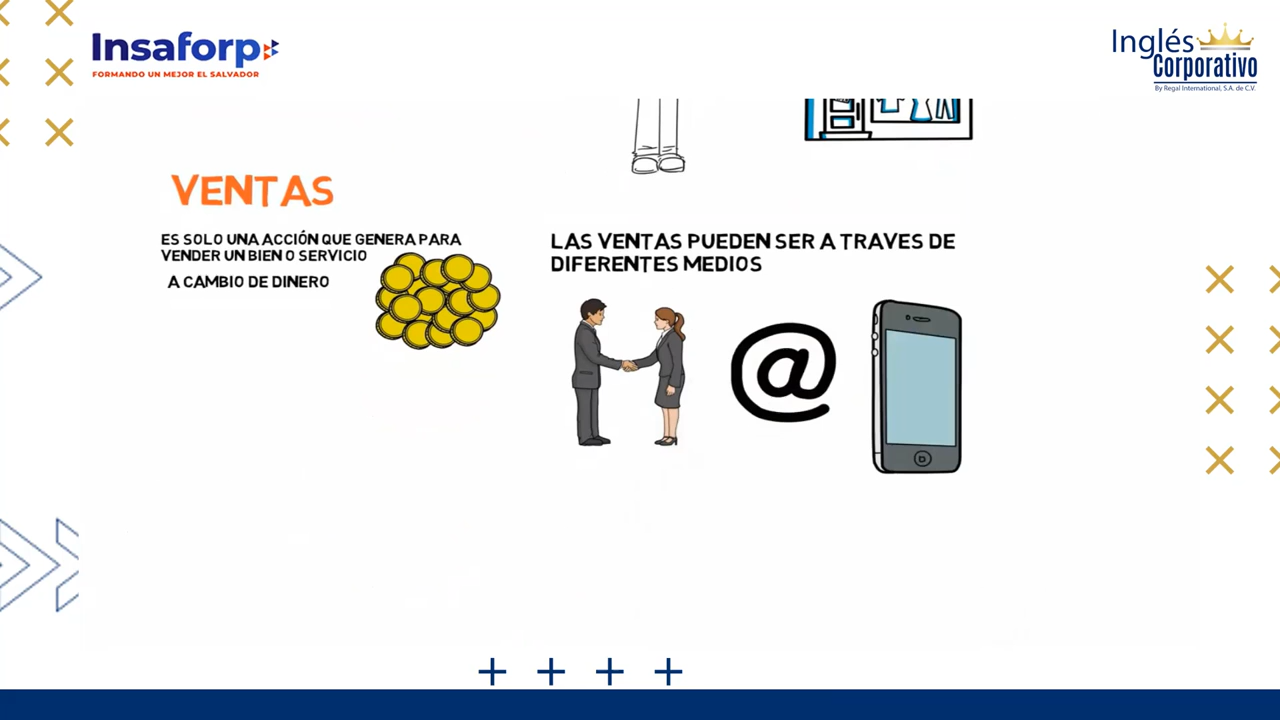 Insaforp
FORMANDO UN MEJOR EL SALVADOR
Inglés
Corporativo
By Regal International, S.A. de C.V.
VENTAS
ES SOLO UNA ACCIÓN QUE GENERA PARA
VENDER UN BIEN O SERVICIO
A CAMBIO DE DINERO
LAS VENTAS PUEDEN SER A TRAVES DE
DIFERENTES MEDIOS
@